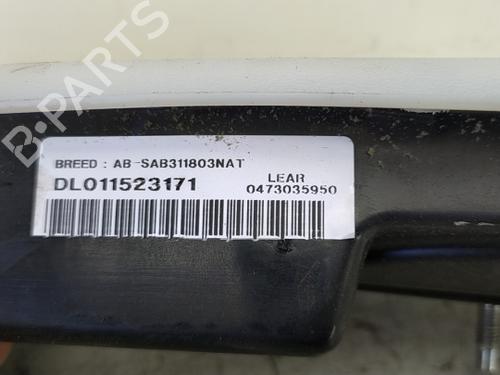 B-PARTS
BREED : AB-SAB311803NAT
DL011523171
LEAR
0473035950